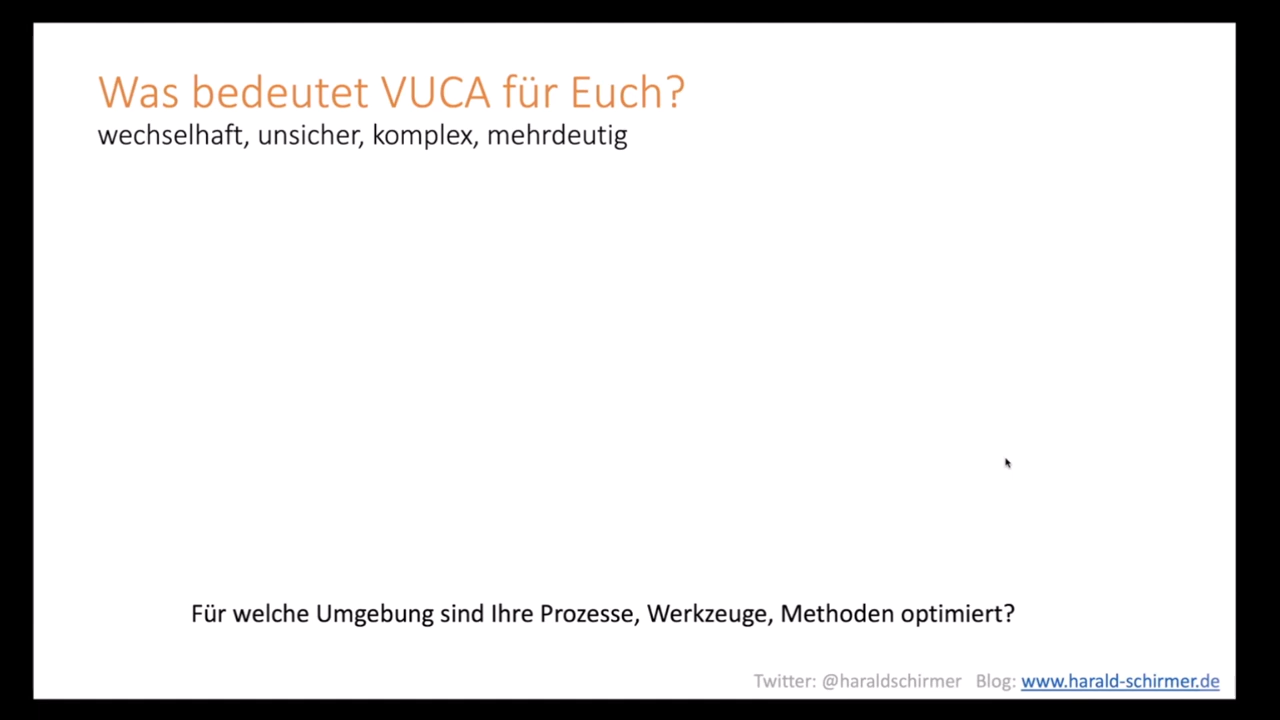 Was bedeutet VUCA für Euch?
wechselhaft, unsicher, komplex, mehrdeutig
Für welche Umgebung sind Ihre Prozesse, Werkzeuge, Methoden optimiert?
Twitter: @haraldschirmer Blog: www.harald-schirmer.de